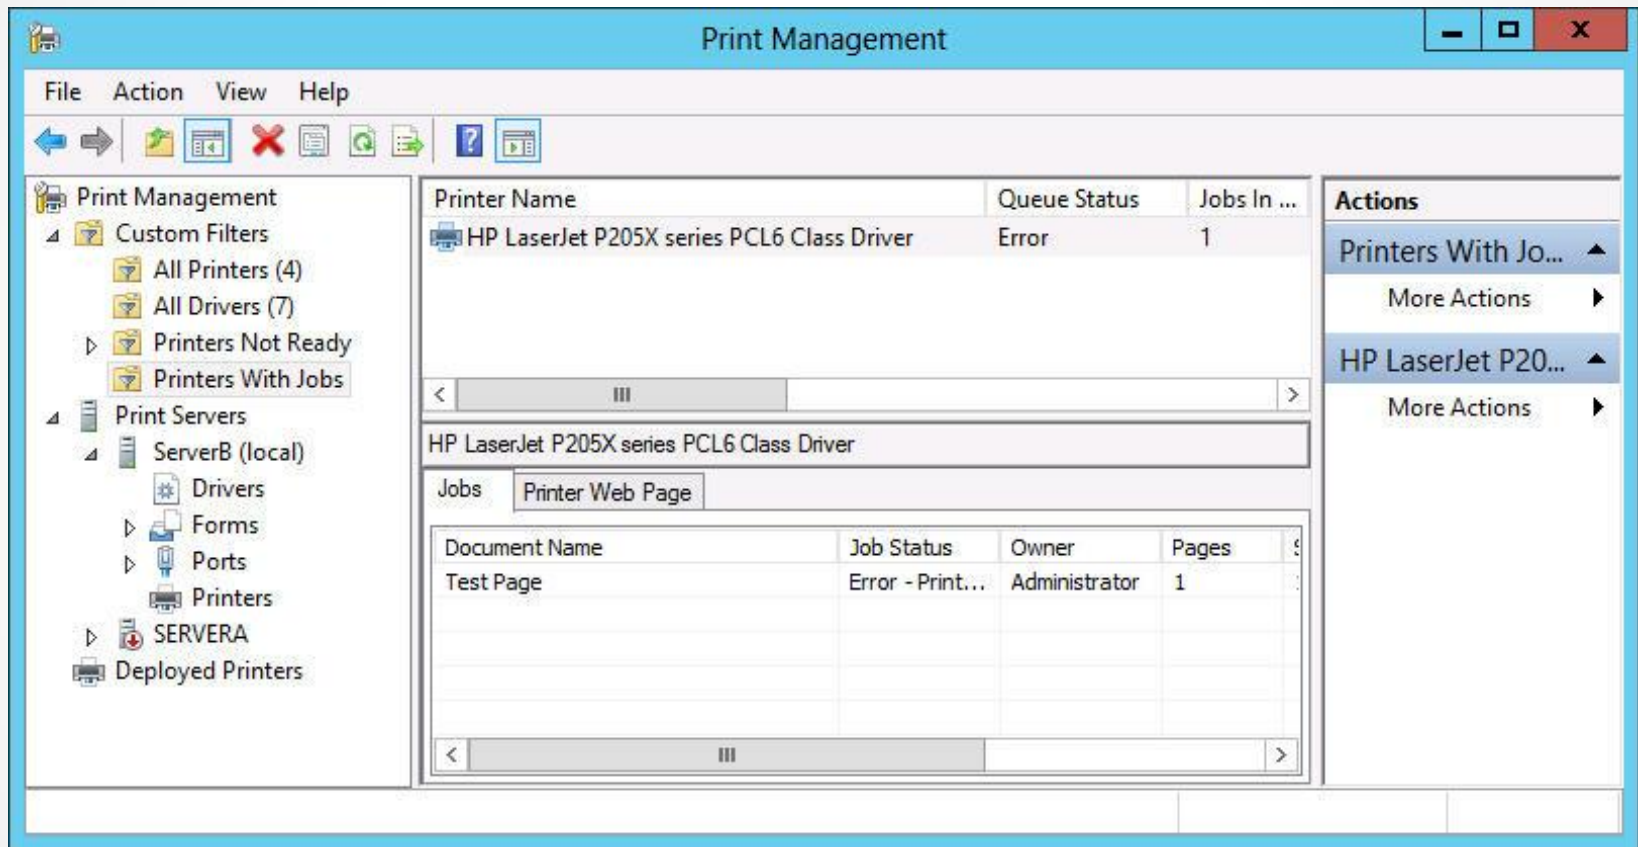 Print Management
File Action View Help
Print Management
Custom Filters
All Printers (4)
All Drivers (7)
Printers Not Ready
Printers With Jobs
Print Servers
ServerB (local)
Drivers
Forms
Ports
Printers
SERVERA
Deployed Printers
Printer Name Queue Status Jobs In ...
HP LaserJet P205X series PCL6 Class Driver Error 1
HP LaserJet P205X series PCL6 Class Driver
Jobs Printer Web Page
Document Name Job Status Owner Pages
Test Page Error - Print... Administrator 1
Actions
Printers With Jo...
More Actions
HP LaserJet P20...
More Actions